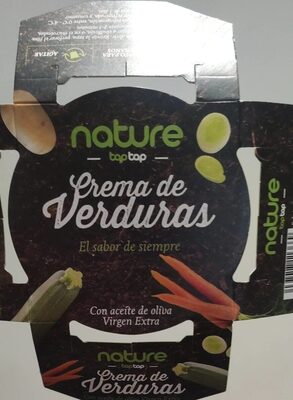 AGITAR
nature
taptap
Crema de
Verduras
El sabor de siempre
Con aceite de oliva
Virgen Extra
nature
taptap
nature
taptap
Crema de
Verduras